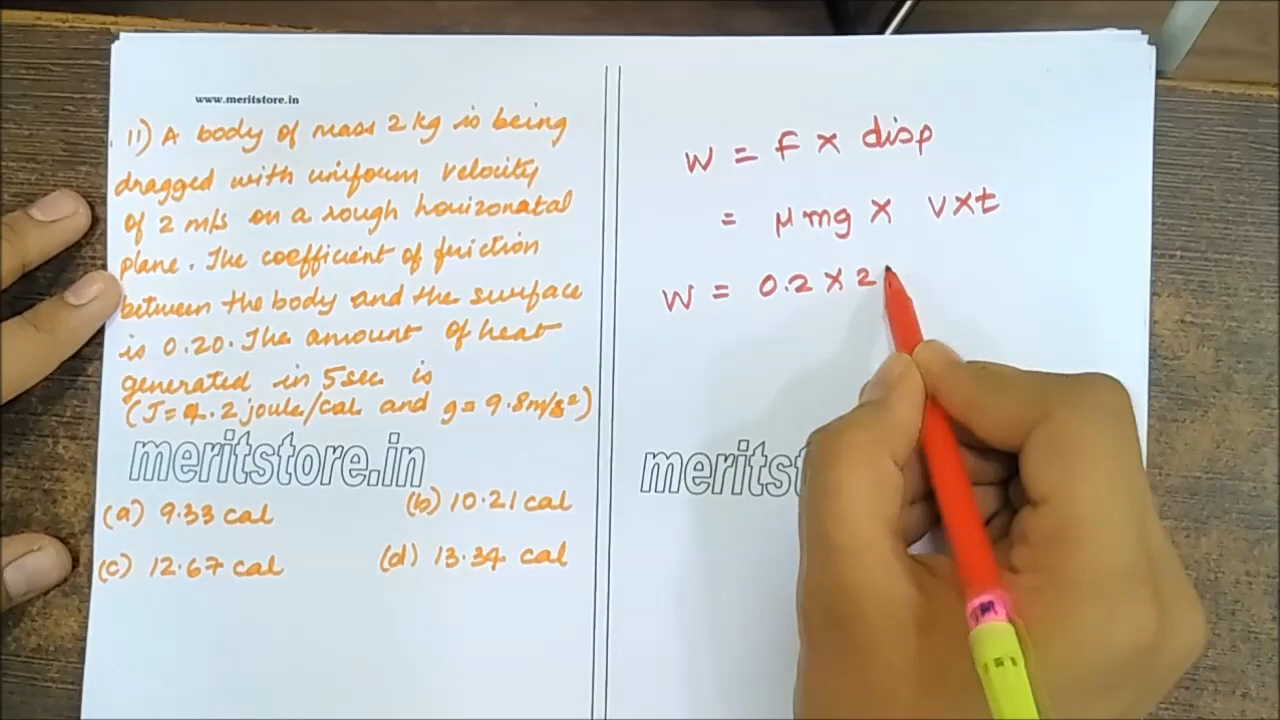 www.meritstore.in
11) A body of mass 2 kg is being
dragged with uniform velocity
of 2 m/s on a rough horizonatal
plane. The coefficient of friction
between the body and the surface
is 0.20. The amount of heat
generated in 5 sec is
(J = 4.2 joule/cal and g = 9.8 m/s²)
meritstore.in
(a) 9.33 cal (b) 10.21 cal
(c) 12.67 cal (d) 13.34 cal
W = F × disp
= μmg × v×t
W = 0.2 × 2
meritst